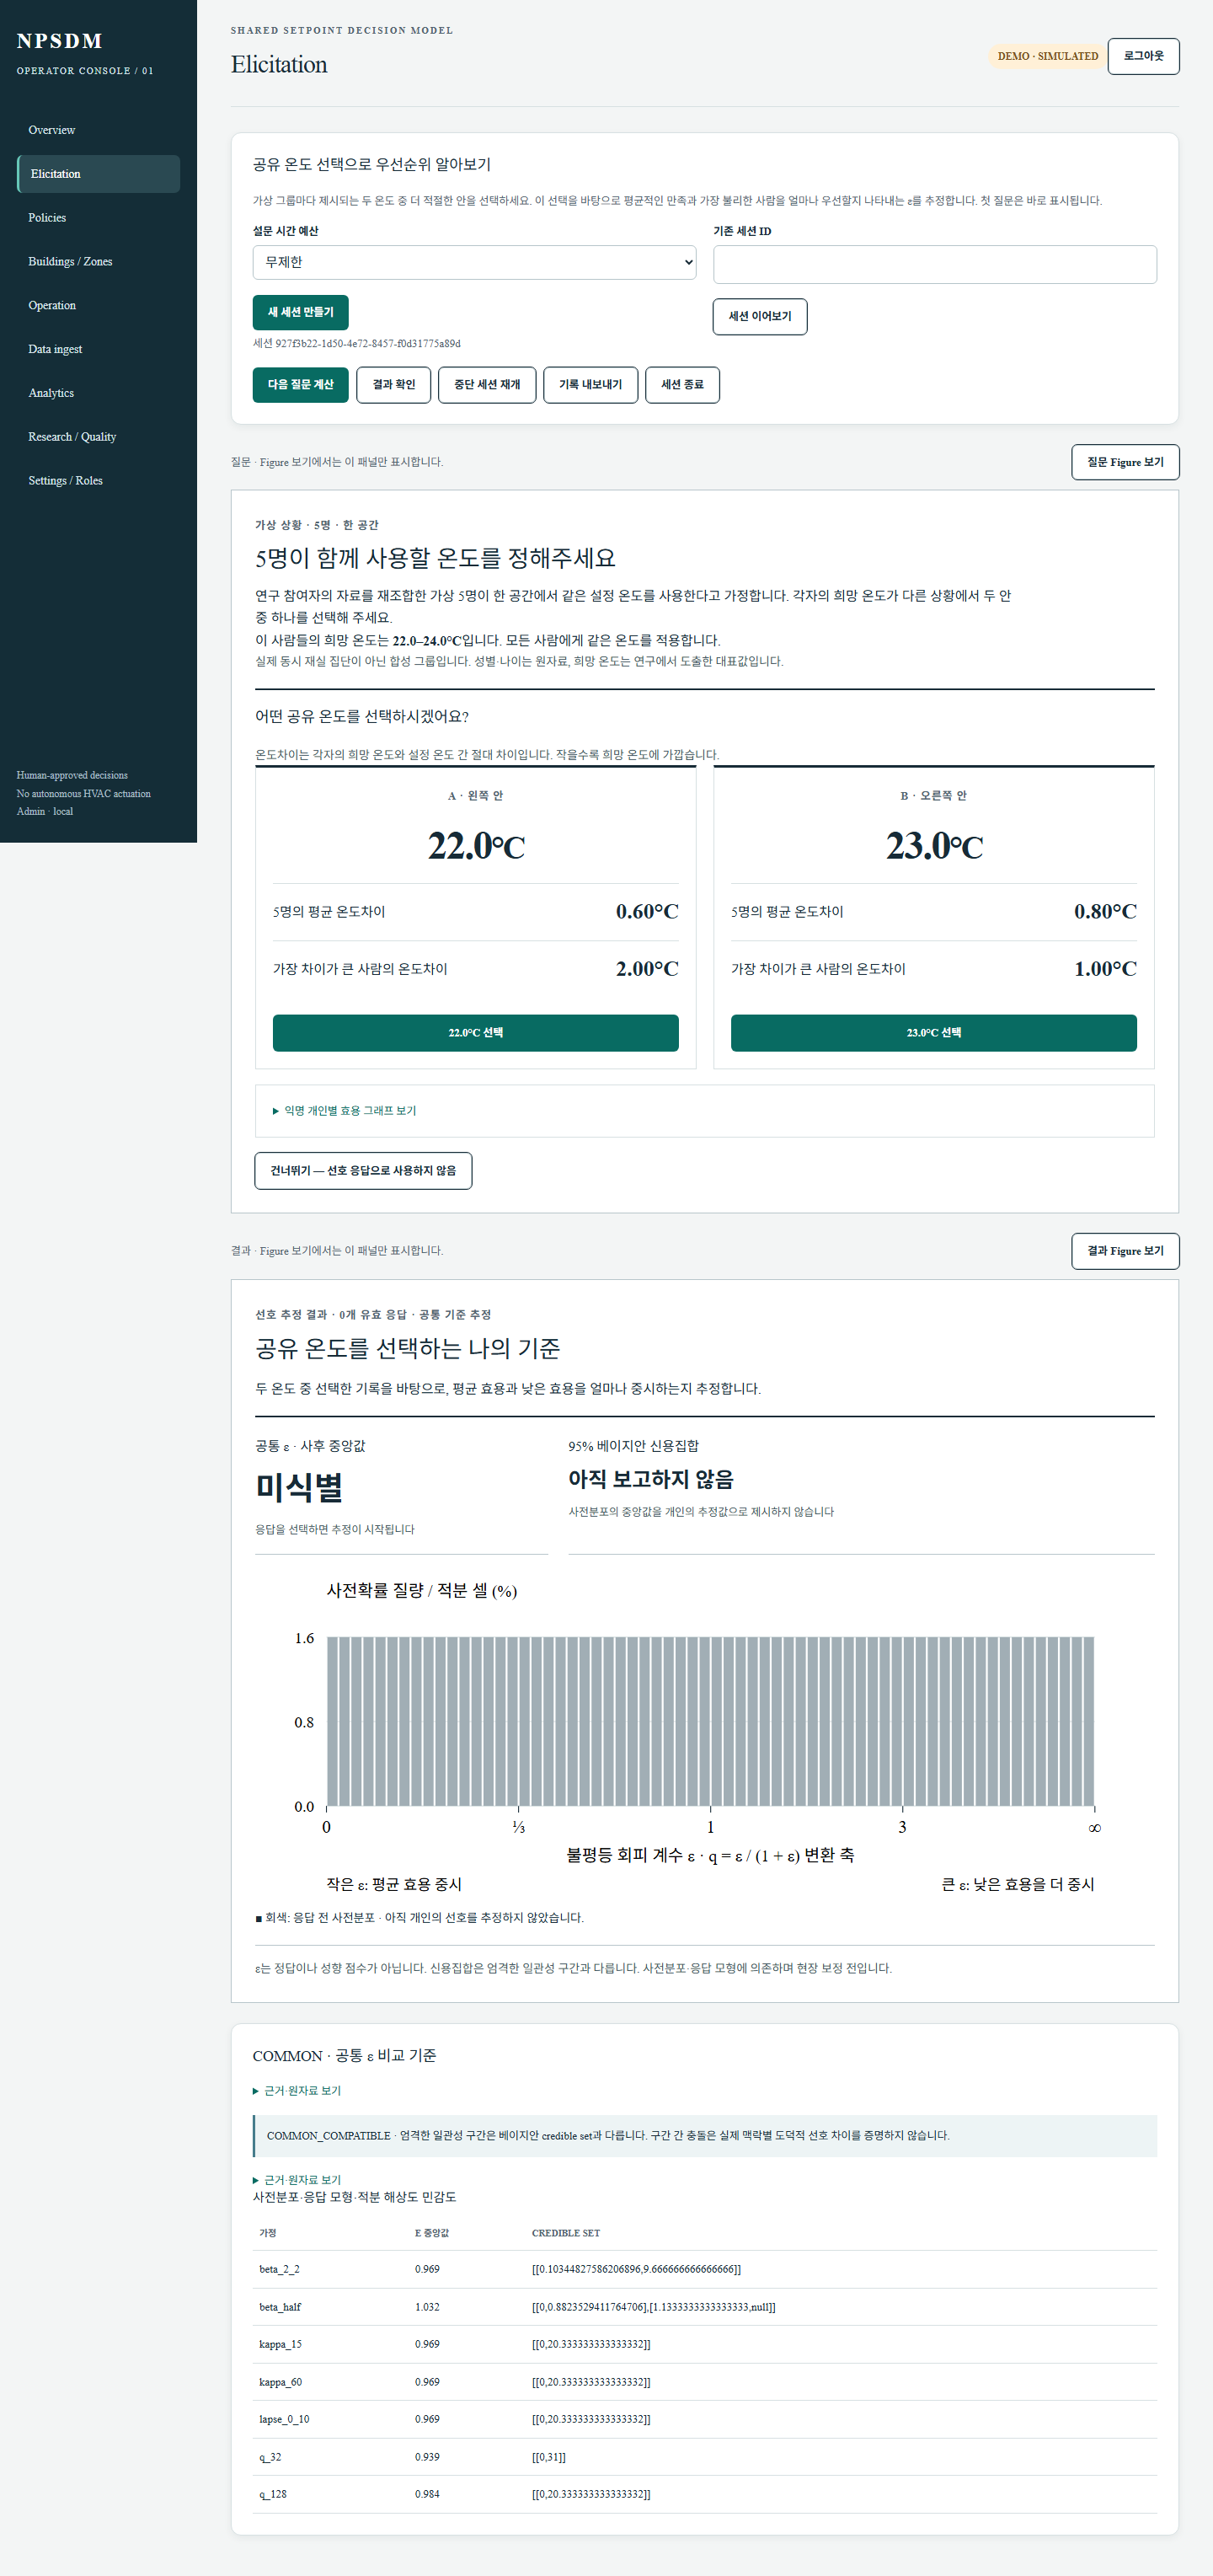 NPSDM
OPERATOR CONSOLE / 01
Overview
Elicitation
Policies
Buildings / Zones
Operation
Data ingest
Analytics
Research / Quality
Settings / Roles
Human-approved decisions
No autonomous HVAC actuation
Admin · local
SHARED SETPOINT DECISION MODEL
Elicitation
DEMO · SIMULATED
로그아웃
공유 온도 선택으로 우선순위 알아보기
가상 그룹마다 제시되는 두 온도 중 더 적절한 안을 선택하세요. 이 선택을 바탕으로 평균적인 만족과 가장 불리한 사람을 얼마나 우선할지 나타내는 ε를 추정합니다. 첫 질문은 바로 표시됩니다.
설문 시간 예산
무제한
새 세션 만들기
세션 927f3b22-1d50-4e72-8457-f0d31775a89d
기존 세션 ID
세션 이어보기
다음 질문 계산
결과 확인
중단 세션 재개
기록 내보내기
세션 종료
질문 · Figure 보기에서는 이 패널만 표시합니다.
질문 Figure 보기
가상 상황 · 5명 · 한 공간
5명이 함께 사용할 온도를 정해주세요
연구 참여자의 자료를 재조합한 가상 5명이 한 공간에서 같은 설정 온도를 사용한다고 가정합니다. 각자의 희망 온도가 다른 상황에서 두 안
중 하나를 선택해 주세요.
이 사람들의 희망 온도는 22.0–24.0°C입니다. 모든 사람에게 같은 온도를 적용합니다.
실제 동시 재실 집단이 아닌 합성 그룹입니다. 성별·나이는 원자료, 희망 온도는 연구에서 도출한 대표값입니다.
어떤 공유 온도를 선택하시겠어요?
온도차이는 각자의 희망 온도와 설정 온도 간 절대 차이입니다. 작을수록 희망 온도에 가깝습니다.
A · 왼쪽 안
22.0°C
5명의 평균 온도차이
0.60°C
가장 차이가 큰 사람의 온도차이
2.00°C
22.0°C 선택
B · 오른쪽 안
23.0°C
5명의 평균 온도차이
0.80°C
가장 차이가 큰 사람의 온도차이
1.00°C
23.0°C 선택
▶ 익명 개인별 효용 그래프 보기
건너뛰기 — 선호 응답으로 사용하지 않음
결과 · Figure 보기에서는 이 패널만 표시합니다.
결과 Figure 보기
선호 추정 결과 · 0개 유효 응답 · 공통 기준 추정
공유 온도를 선택하는 나의 기준
두 온도 중 선택한 기록을 바탕으로, 평균 효용과 낮은 효용을 얼마나 중시하는지 추정합니다.
공통 ε · 사후 중앙값
미식별
응답을 선택하면 추정이 시작됩니다
95% 베이지안 신용집합
아직 보고하지 않음
사전분포의 중앙값을 개인의 추정값으로 제시하지 않습니다
사전확률 질량 / 적분 셀 (%)
1.6
0.8
0.0
0 ⅓ 1 3 ∞
불평등 회피 계수 ε · q = ε / (1 + ε) 변환 축
작은 ε: 평균 효용 중시
큰 ε: 낮은 효용을 더 중시
■ 회색: 응답 전 사전분포 · 아직 개인의 선호를 추정하지 않았습니다.
ε는 정답이나 성향 점수가 아닙니다. 신용집합은 엄격한 일관성 구간과 다릅니다. 사전분포·응답 모형에 의존하며 현장 보정 전입니다.
COMMON · 공통 ε 비교 기준
▶ 근거·원자료 보기
COMMON_COMPATIBLE · 엄격한 일관성 구간은 베이지안 credible set과 다릅니다. 구간 간 충돌은 실제 맥락별 도덕적 선호 차이를 증명하지 않습니다.
▶ 근거·원자료 보기
사전분포·응답 모형·적분 해상도 민감도
가정 Ε 중앙값 CREDIBLE SET
beta_2_2 0.969 [[0.10344827586206896,9.666666666666666]]
beta_half 1.032 [[0,0.8823529411764706],[1.1333333333333333,null]]
kappa_15 0.969 [[0,20.333333333333332]]
kappa_60 0.969 [[0,20.333333333333332]]
lapse_0_10 0.969 [[0,20.333333333333332]]
q_32 0.939 [[0,31]]
q_128 0.984 [[0,20.333333333333332]]